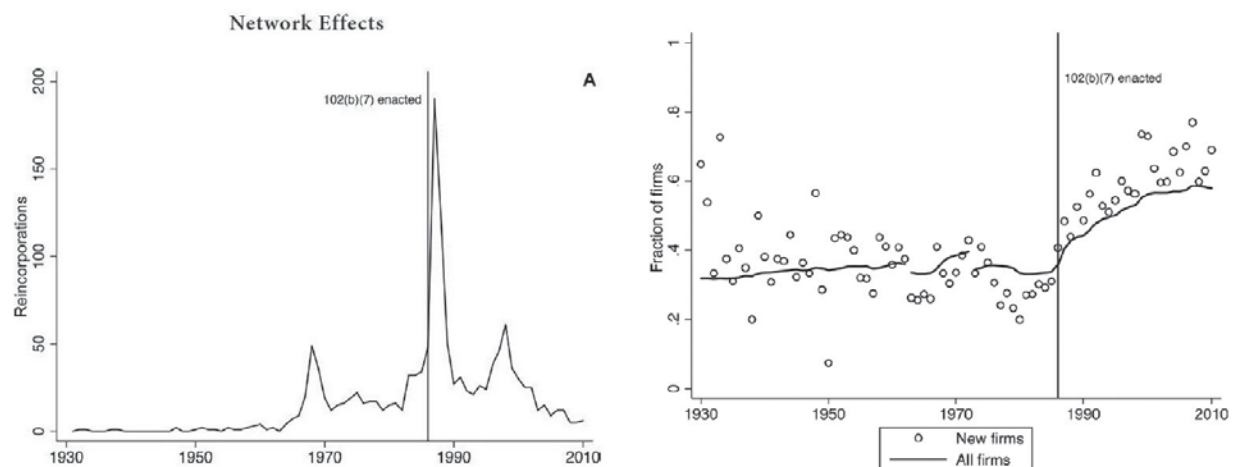 Network Effects
A
102(b)(7) enacted
Reincorporations
200
150
100
50
0
1930
1950
1970
1990
2010
102(b)(7) enacted
Fraction of firms
1
.8
.6
.4
.2
0
1930
1950
1970
1990
2010
New firms
All firms